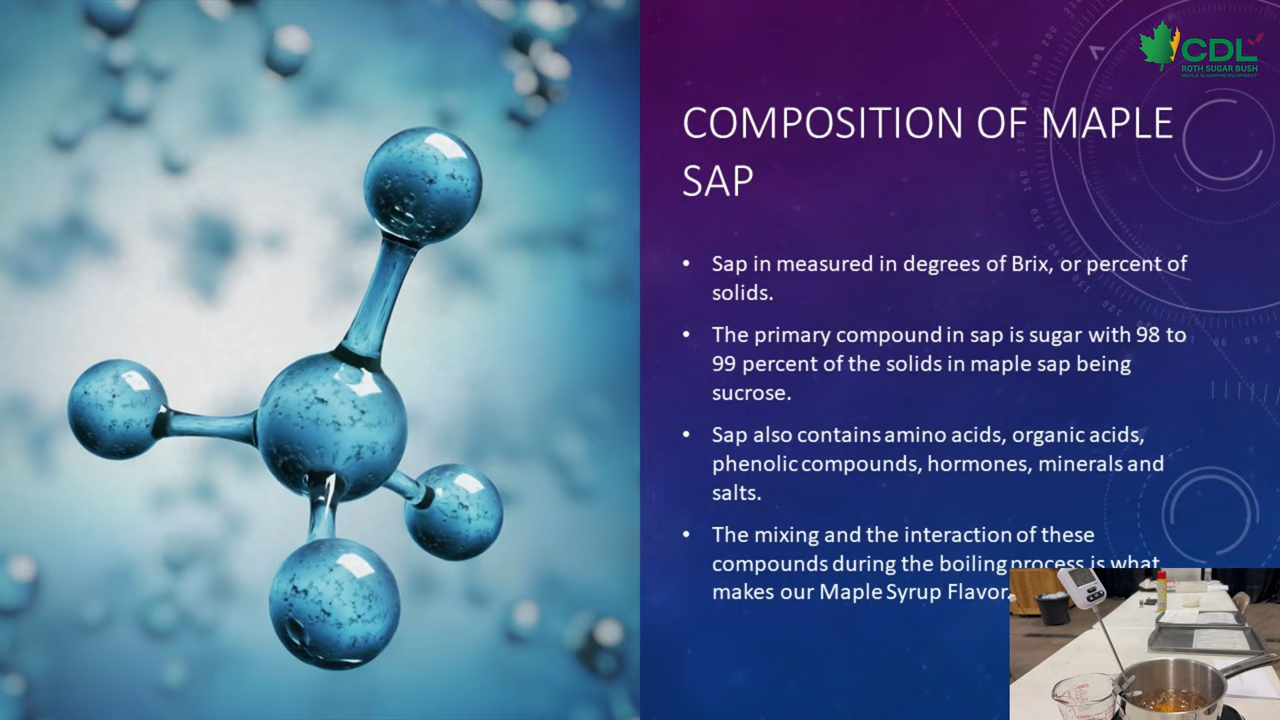 CDL
ROTH SUGAR BUSH
MAPLE SUGARING EQUIPMENT
COMPOSITION OF MAPLE
SAP
• Sap in measured in degrees of Brix, or percent of
solids.
• The primary compound in sap is sugar with 98 to
99 percent of the solids in maple sap being
sucrose.
• Sap also contains amino acids, organic acids,
phenolic compounds, hormones, minerals and
salts.
• The mixing and the interaction of these
compounds during the boiling process is what
makes our Maple Syrup Flavor.